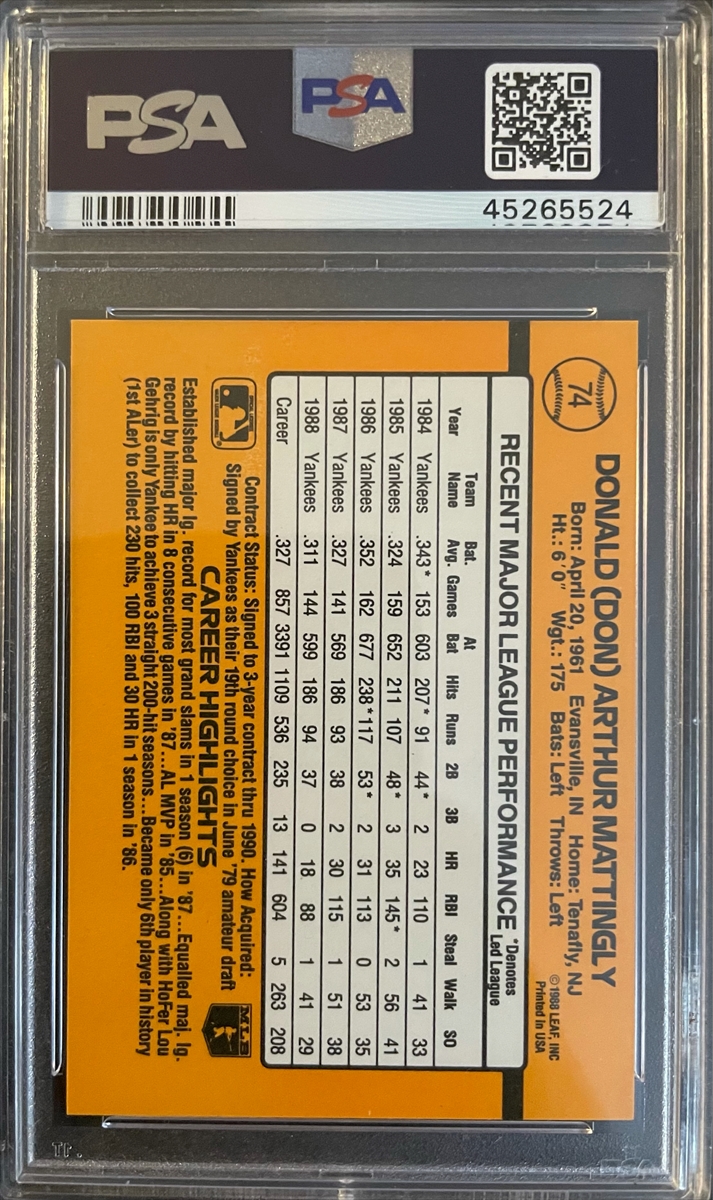 PSA
PSA
45265524
74
DONALD (DON) ARTHUR MATTINGLY
Born: April 20, 1961 Evansville, IN Home: Tenafly, NJ
Ht.: 6'0" Wgt.: 175 Bats: Left Throws: Left
©1988 LEAF, INC
Printed in USA
RECENT MAJOR LEAGUE PERFORMANCE *Denotes Led League
Year Team Name Bat. Avg. Games At Bat Hits Runs 2B 3B HR RBI Steal Walk SO
1984 Yankees .343* 153 603 207* 91 44* 2 23 110 1 41 33
1985 Yankees .324 159 652 211 107 48* 3 35 145* 2 56 41
1986 Yankees .352 162 677 238* 117 53* 2 31 113 0 53 35
1987 Yankees .327 141 569 186 93 38 2 30 115 1 51 38
1988 Yankees .311 144 599 186 94 37 0 18 88 1 41 29
Career .327 857 3391 1109 536 235 13 141 604 5 263 208
Contract Status: Signed to 3-year contract thru 1990. How Acquired:
Signed by Yankees as their 19th round choice in June '79 amateur draft
MLB
CAREER HIGHLIGHTS
Established major lg. record for most grand slams in 1 season (6) in '87...Equalled maj. lg.
record by hitting HR in 8 consecutive games in '87...AL MVP in '85...Along with HoFer Lou
Gehrig is only Yankee to achieve 3 straight 200-hit seasons...Became only 6th player in history
(1st ALer) to collect 230 hits, 100 RBI and 30 HR in 1 season in '86.